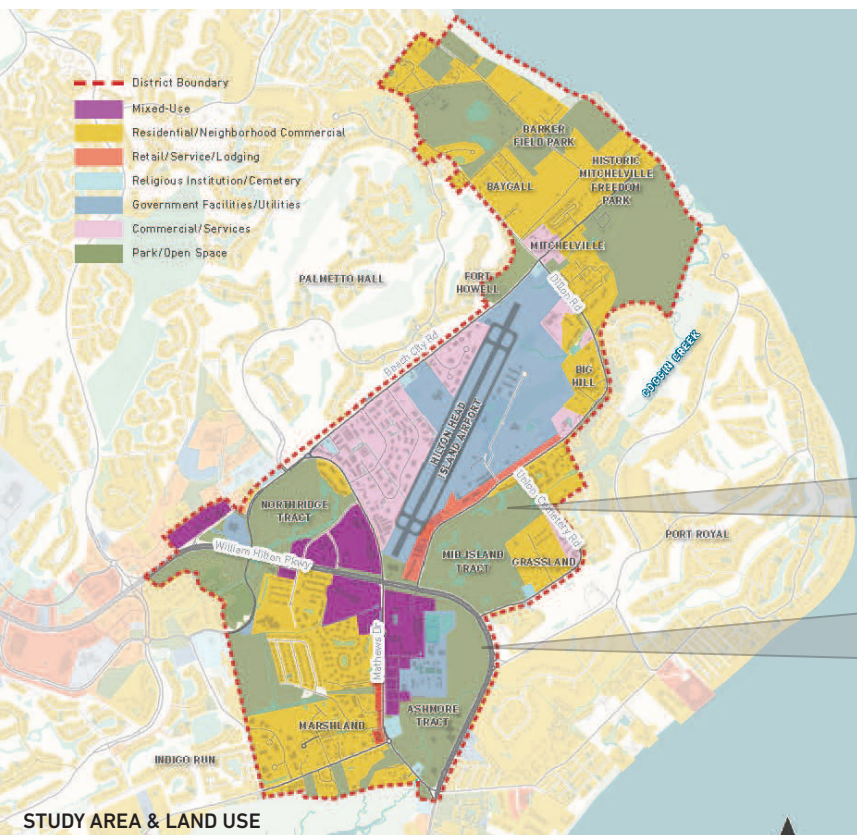 District Boundary
Mixed-Use
Residential/Neighborhood Commercial
Retail/Service/Lodging
Religious Institution/Cemetery
Government Facilities/Utilities
Commercial/Services
Park/Open Space
BARKER
FIELD PARK
HISTORIC
MITCHELVILLE
FREEDOM
PARK
BAYGALL
MITCHELVILLE
PALMETTO HALL
FORT
HOWELL
Dillon Rd
Beach City Rd
COGGIN CREEK
BIG
HILL
HILTON HEAD
ISLAND AIRPORT
NORTHRIDGE
TRACT
Union Cemetery Rd
PORT ROYAL
William Hilton Pkwy
MID ISLAND
TRACT
GRASSLAND
Mathews Dr
ASHMORE
TRACT
MARSHLAND
INDIGO RUN
STUDY AREA & LAND USE